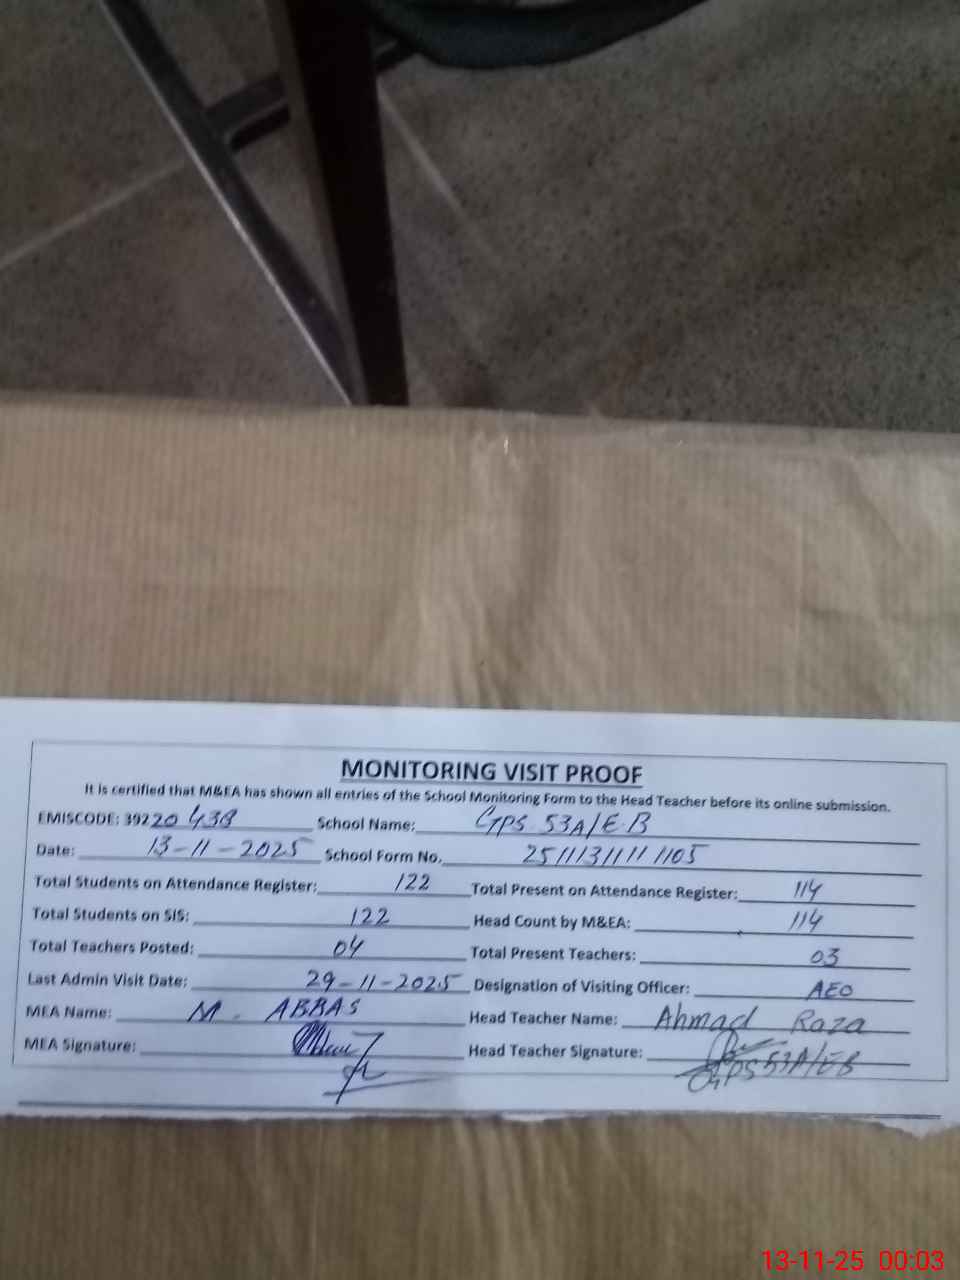 MONITORING VISIT PROOF
It is certified that M&EA has shown all entries of the School Monitoring Form to the Head Teacher before its online submission.
EMISCODE: 39220438 School Name: GPS 53A/E.B
Date: 13-11-2025 School Form No. 251113111105
Total Students on Attendance Register: 122 Total Present on Attendance Register: 114
Total Students on SIS: 122 Head Count by M&EA: 114
Total Teachers Posted: 04 Total Present Teachers: 03
Last Admin Visit Date: 29-11-2025 Designation of Visiting Officer: AEO
MEA Name: M. ABBAS Head Teacher Name: Ahmad Raza
MEA Signature: Head Teacher Signature: GPS 53A/EB
13-11-25 00:03